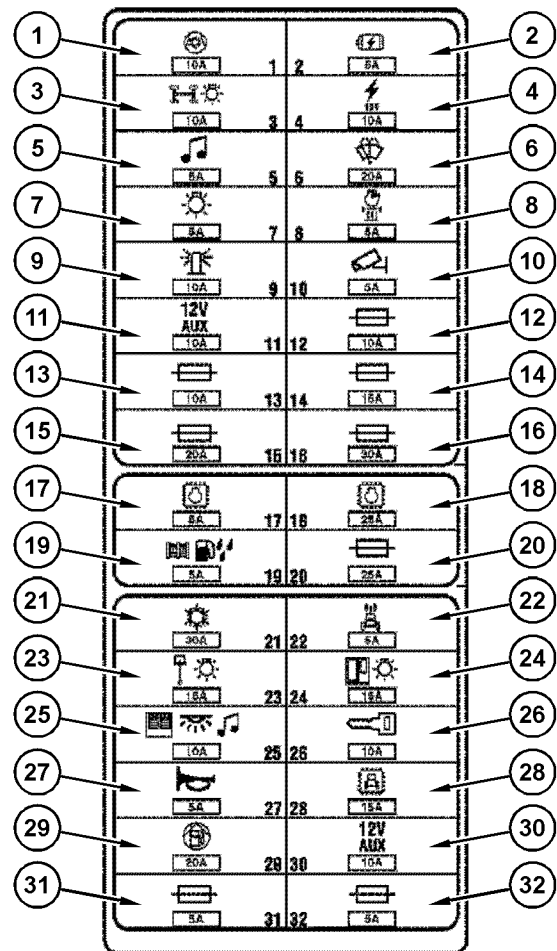 1 2
10A 1 2 5A
3 4
10A 3 4 10A
5 6
5A 5 6 20A
7 8
5A 7 8 5A
9 10
10A 9 10 5A
11 12V 12
AUX
10A 11 12 10A
13 14
10A 13 14 15A
15 16
20A 15 16 30A
17 18
5A 17 18 25A
19 20
5A 19 20 25A
21 22
30A 21 22 5A
23 24
15A 23 24 15A
25 26
10A 25 26 10A
27 28
5A 27 28 15A
29 12V 30
AUX
20A 29 30 10A
31 32
5A 31 32 5A